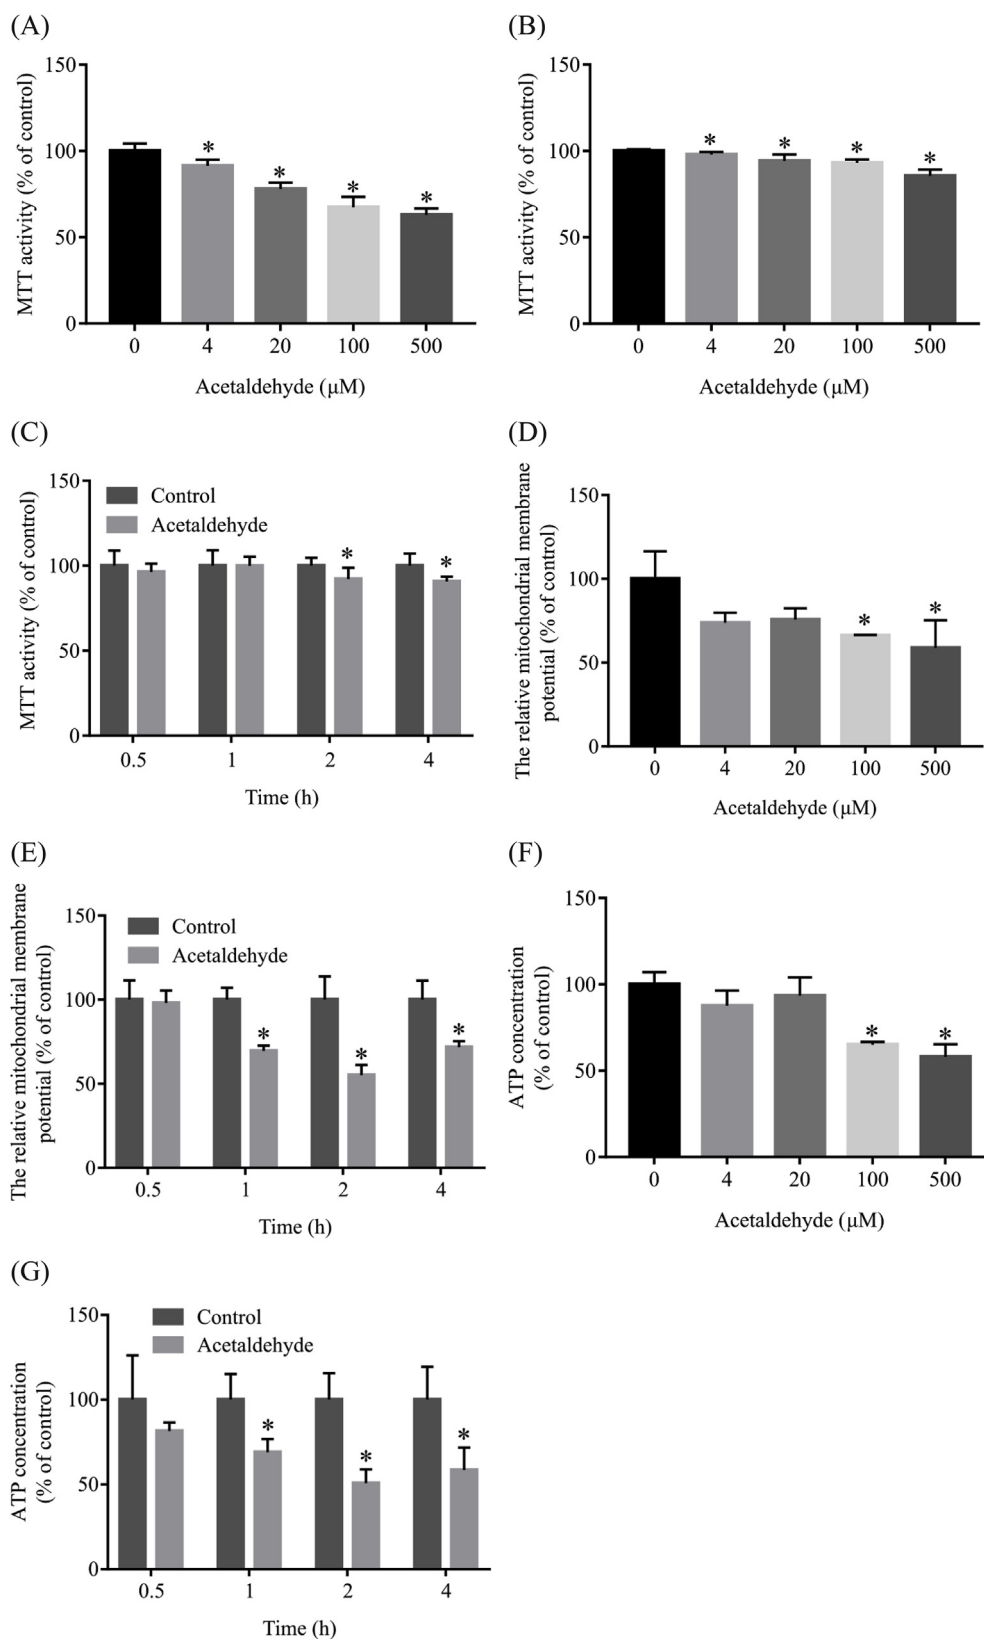 (A)
MTT activity (% of control)
150
100
50
0
* * * *
0 4 20 100 500
Acetaldehyde (μM)
(B)
MTT activity (% of control)
150
100
50
0
* * * *
0 4 20 100 500
Acetaldehyde (μM)
(C)
MTT activity (% of control)
150
100
50
0
Control
Acetaldehyde
* *
0.5 1 2 4
Time (h)
(D)
The relative mitochondrial membrane
potential (% of control)
150
100
50
0
* *
0 4 20 100 500
Acetaldehyde (μM)
(E)
The relative mitochondrial membrane
potential (% of control)
150
100
50
0
Control
Acetaldehyde
* * *
0.5 1 2 4
Time (h)
(F)
ATP concentration
(% of control)
150
100
50
0
* *
0 4 20 100 500
Acetaldehyde (μM)
(G)
ATP concentration
(% of control)
150
100
50
0
Control
Acetaldehyde
* * *
0.5 1 2 4
Time (h)